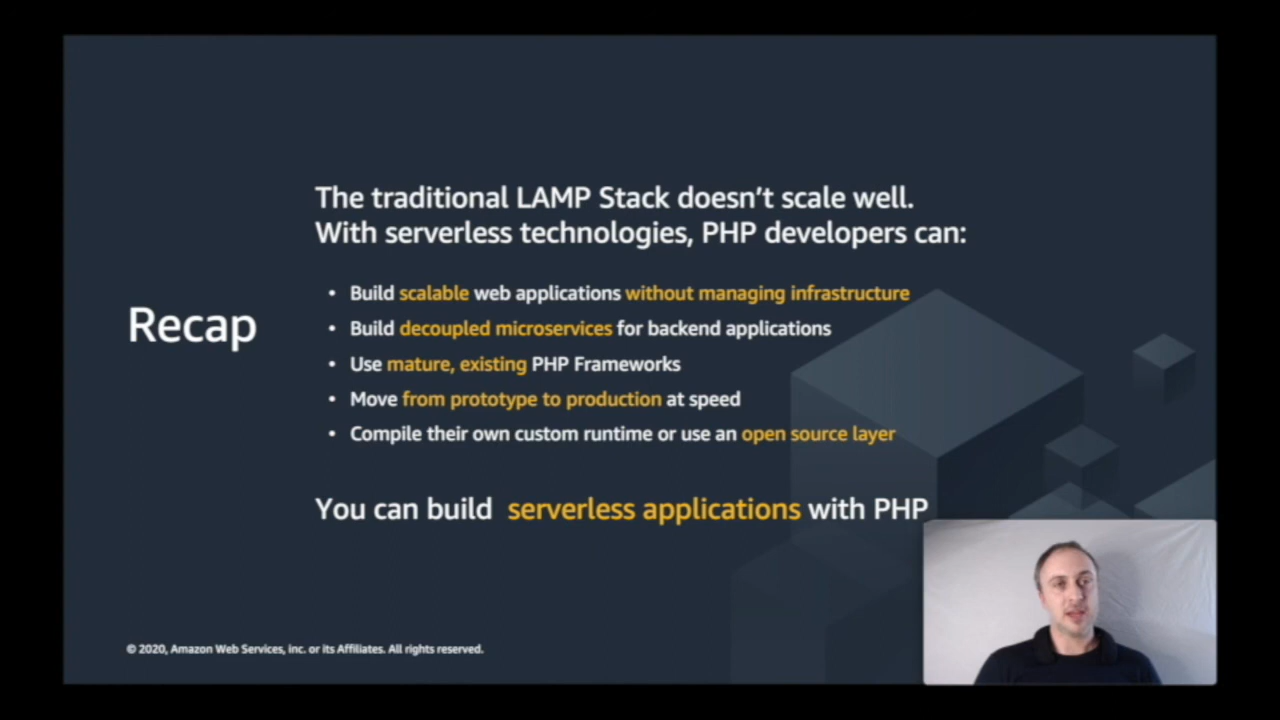 Recap
The traditional LAMP Stack doesn't scale well.
With serverless technologies, PHP developers can:
• Build scalable web applications without managing infrastructure
• Build decoupled microservices for backend applications
• Use mature, existing PHP Frameworks
• Move from prototype to production at speed
• Compile their own custom runtime or use an open source layer
You can build serverless applications with PHP
© 2020, Amazon Web Services, inc. or its Affiliates. All rights reserved.